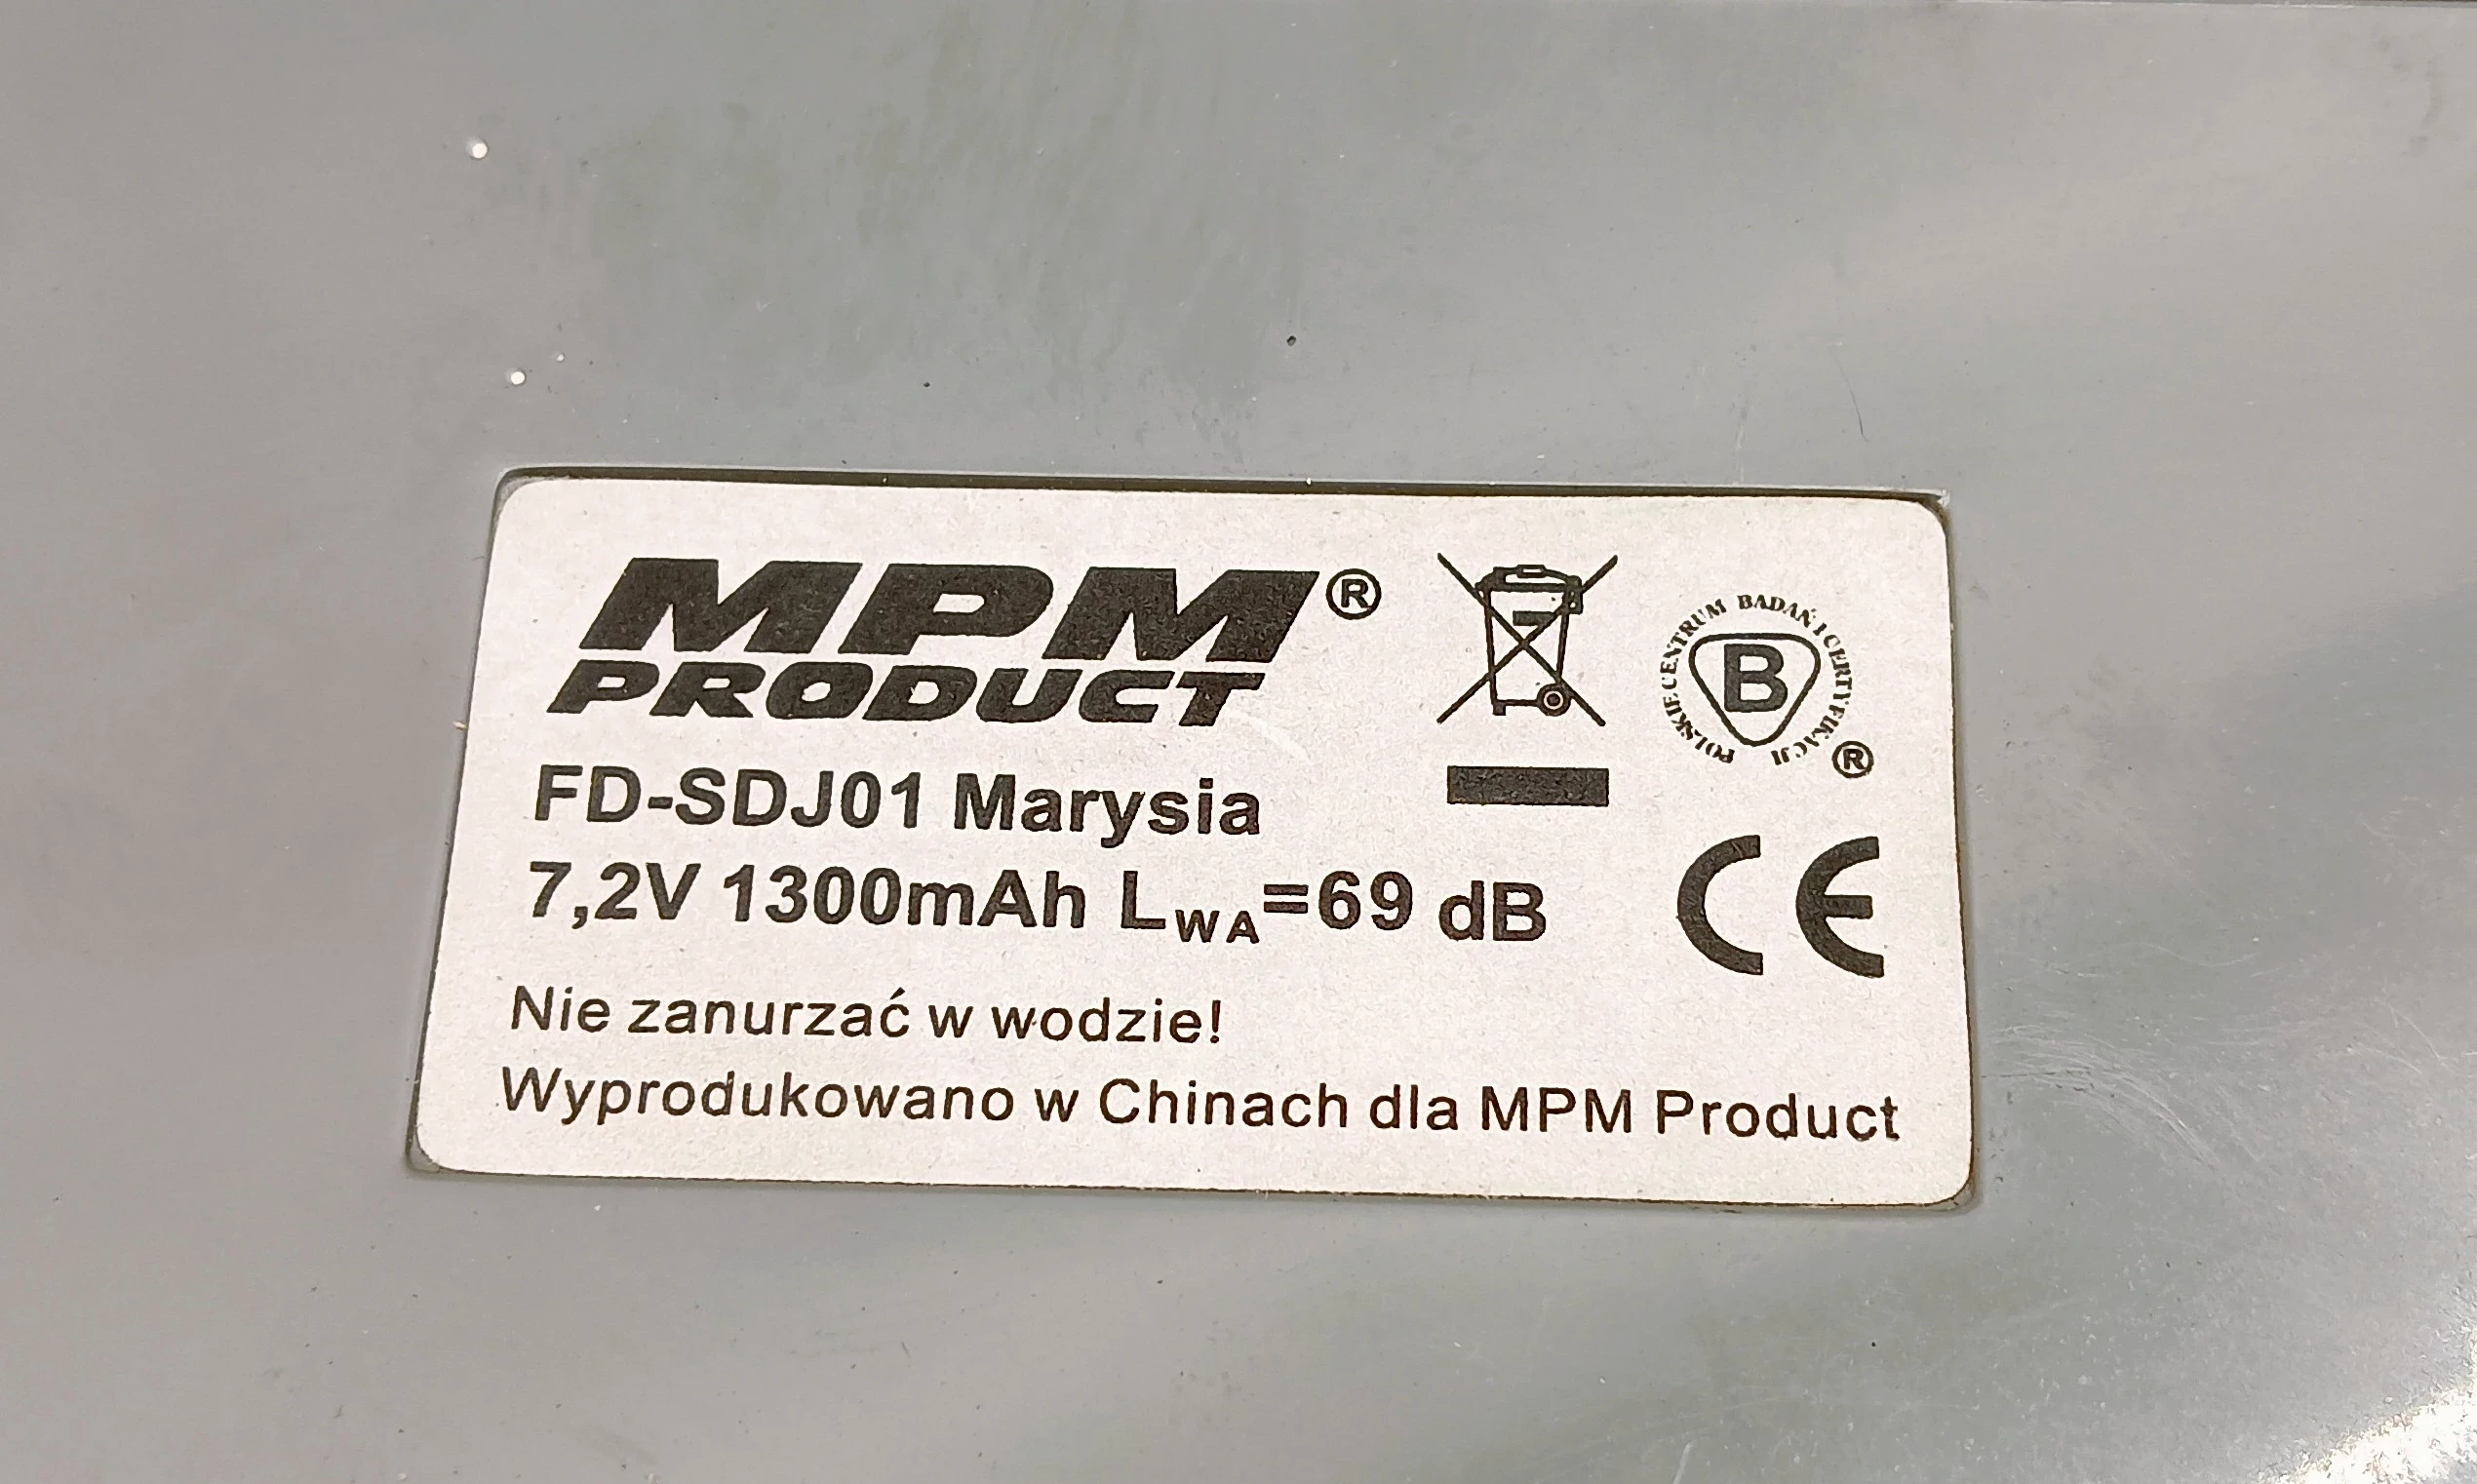 MPM®
PRODUCT
POLSKIE CENTRUM BADAŃ I CERTYFIKACJI
B
®
FD-SDJ01 Marysia
7,2V 1300mAh LWA=69 dB
CE
Nie zanurzać w wodzie!
Wyprodukowano w Chinach dla MPM Product